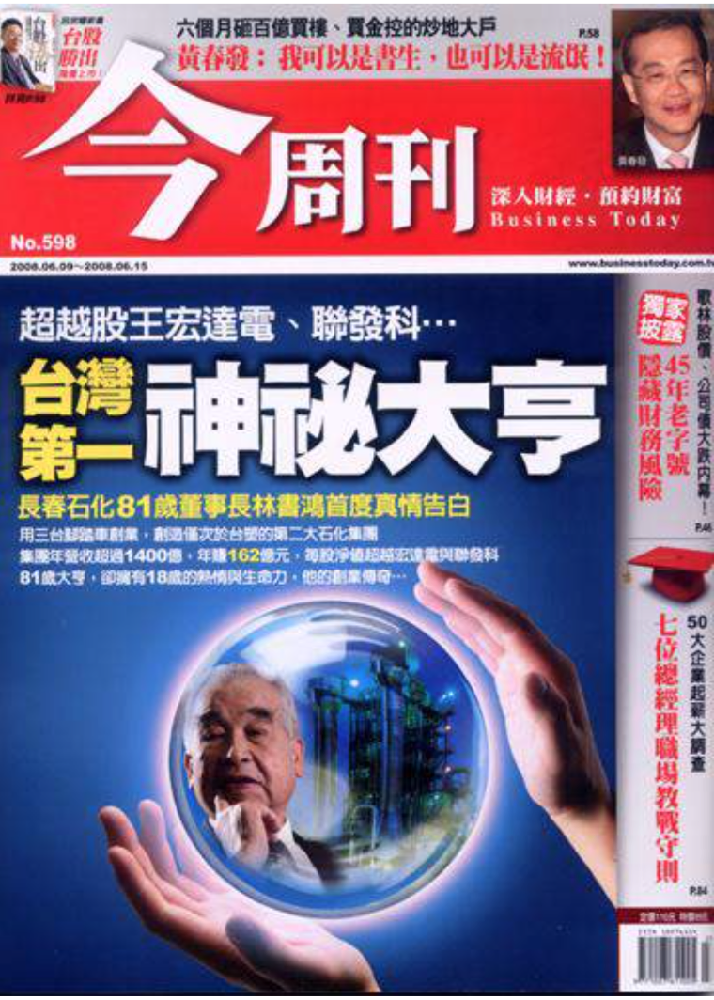 台股
勝出
六個月砸百億買樓、買金控的炒地大戶
P.58
黃春發：我可以是書生，也可以是流氓！
黃春發
今周刊
深入財經·預約財富
Business Today
No.598
2008.06.09~2008.06.15
www.businesstoday.com.t
超越股王宏達電、聯發科…
台灣
第一
神祕大亨
長春石化81歲董事長林書鴻首度真情告白
用三台腳踏車創業，創造僅次於台塑的第二大石化集團
集團年營收超過1400億，年賺162億元，每股淨值超越宏達電與聯發科
81歲大亨，卻擁有18歲的熱情與生命力，他的創業傳奇…
獨家
披露
歌林股價、公司債大跌內幕！
45年老字號
隱藏財務風險
P.46
50大企業起薪大調查
七位總經理職場教戰守則
P.84